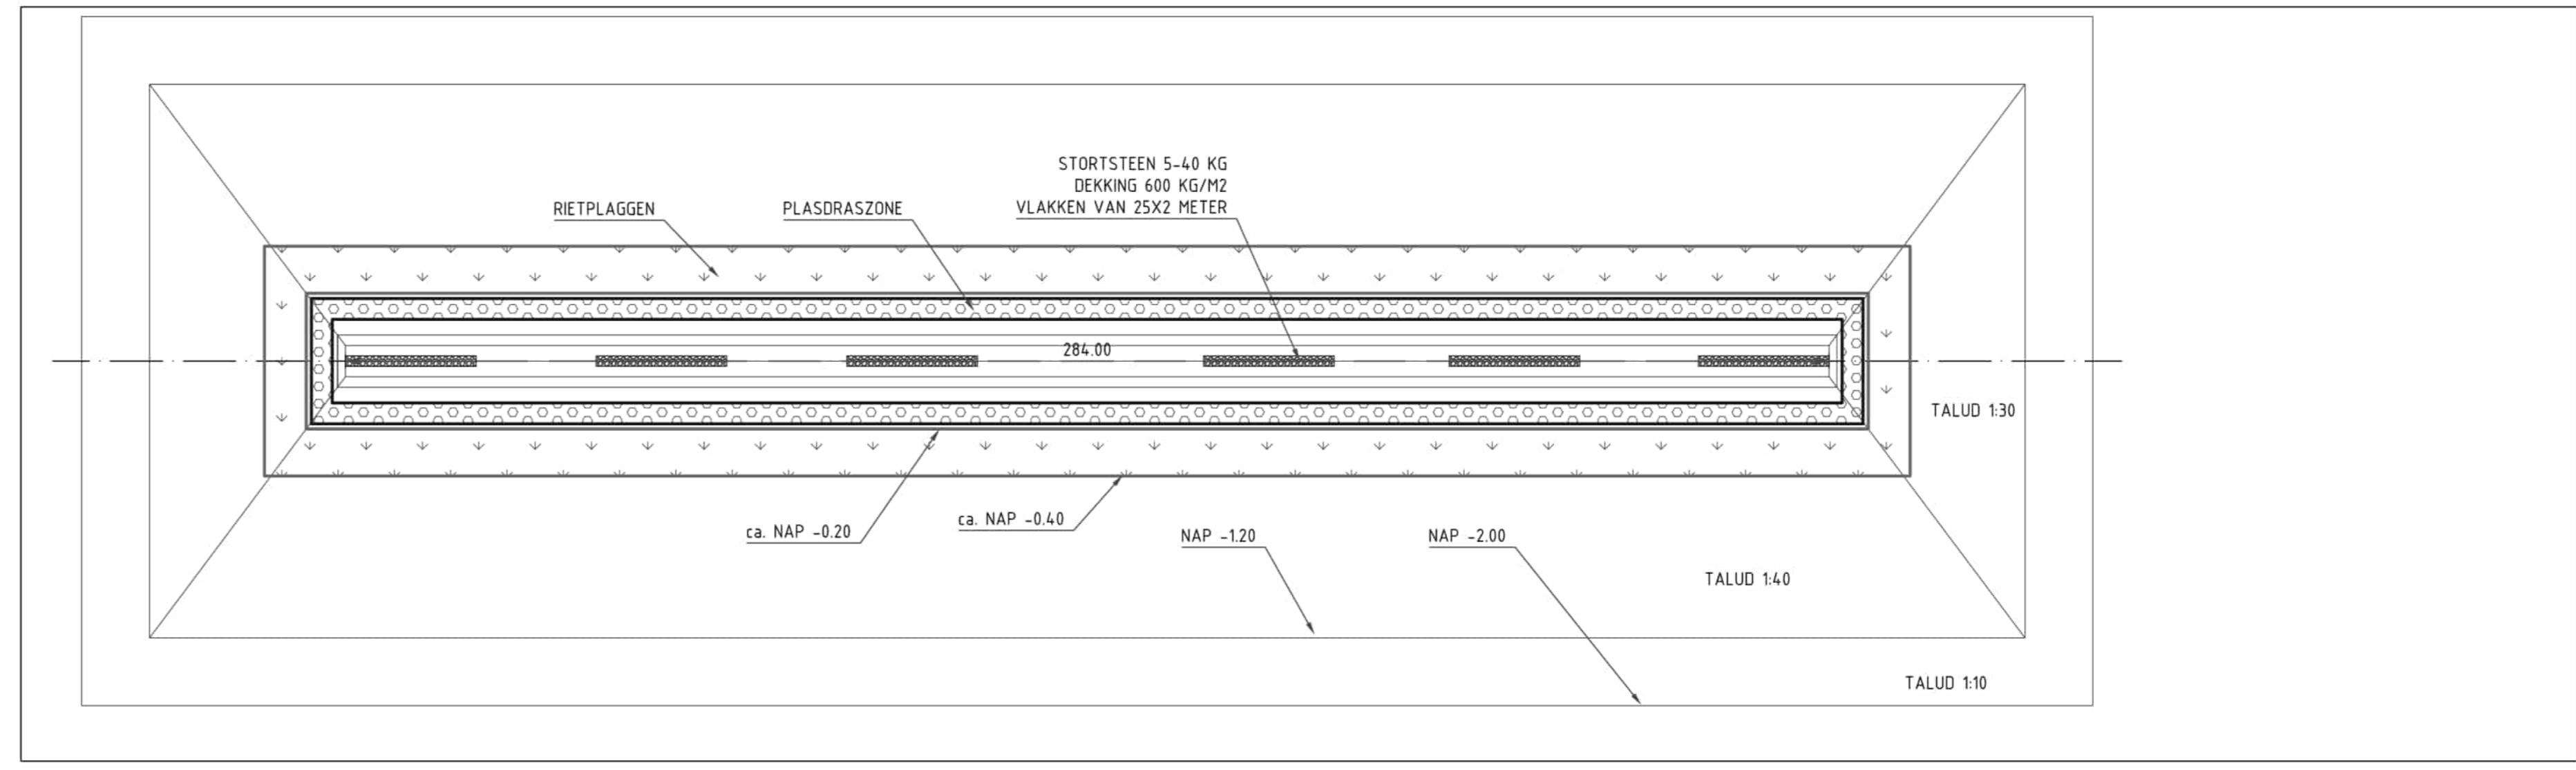 STORTSTEEN 5-40 KG
DEKKING 600 KG/M2
VLAKKEN VAN 25X2 METER
RIETPLAGGEN
PLASDRASZONE
284.00
TALUD 1:30
ca. NAP -0.20
ca. NAP -0.40
NAP -1.20
NAP -2.00
TALUD 1:40
TALUD 1:10